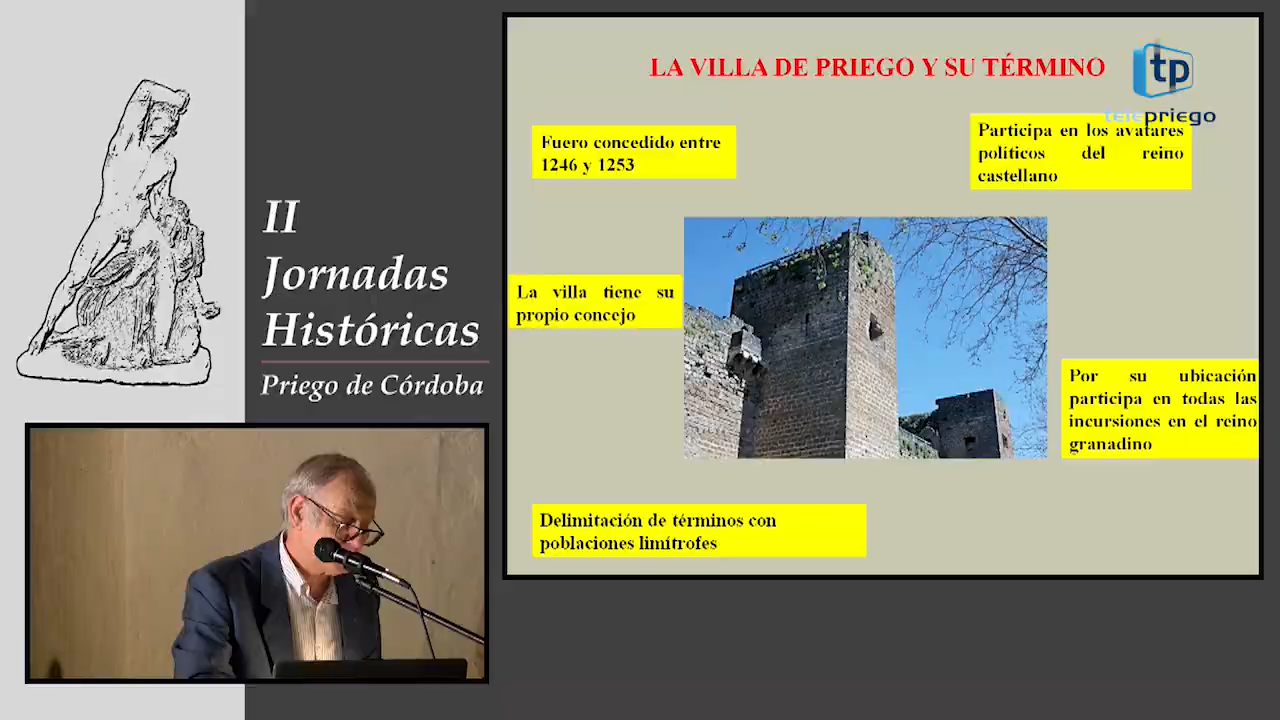 II
Jornadas
Históricas
Priego de Córdoba
LA VILLA DE PRIEGO Y SU TÉRMINO
tp
telepriego
Fuero concedido entre
1246 y 1253
Participa en los avatares
políticos del reino
castellano
La villa tiene su
propio concejo
Por su ubicación
participa en todas las
incursiones en el reino
granadino
Delimitación de términos con
poblaciones limítrofes